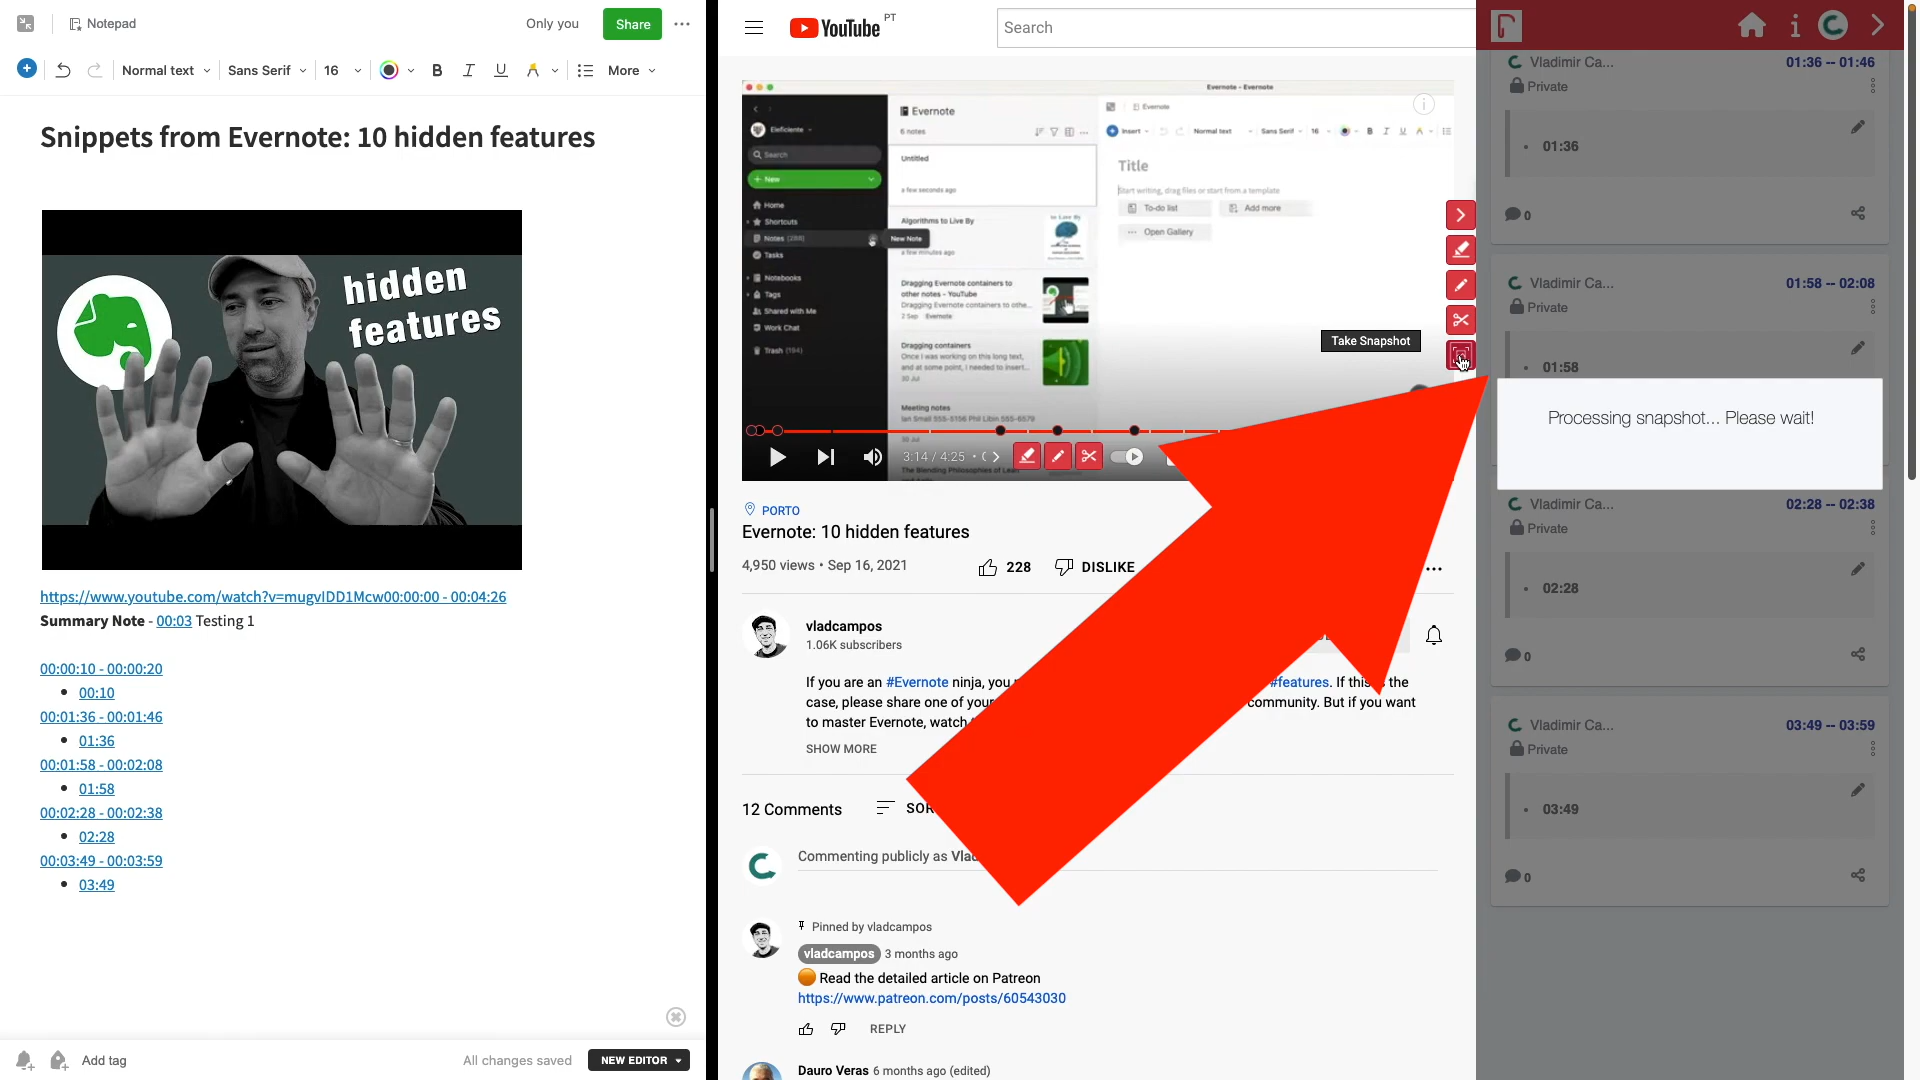 Notepad
Only you
Share
Normal text
Sans Serif
16
B
I
U
A
More
Snippets from Evernote: 10 hidden features
hidden
features
https://www.youtube.com/watch?v=mugvIDD1Mcw00:00:00 - 00:04:26
Summary Note - 00:03 Testing 1
00:00:10 - 00:00:20
00:10
00:01:36 - 00:01:46
01:36
00:01:58 - 00:02:08
01:58
00:02:28 - 00:02:38
02:28
00:03:49 - 00:03:59
03:49
Add tag
All changes saved
NEW EDITOR
YouTube PT
Search
Evernote - Evernote
Eleficiente
Search
New
Home
Shortcuts
Notes (288)
New Note
Tasks
Notebooks
Tags
Shared with Me
Work Chat
Trash (194)
Evernote
6 notes
Untitled
a few seconds ago
Algorithms to Live By
a few minutes ago
Dragging Evernote containers to
other notes - YouTube
Dragging Evernote containers to othe...
2 Sep Evernote
Dragging containers
Once I was working on this long text,
and at some point, I needed to insert...
30 Jul
Meeting notes
Ian Small 555-5156 Phil Libin 555-6579
30 Jul
The Blending Philosophies of Lean
Evernote
Insert
Normal text
Sans Serif
16
B
I
U
A
Title
Start writing, drag files or start from a template
To-do list
Add more
Open Gallery
Take Snapshot
3:14 / 4:25
PORTO
Evernote: 10 hidden features
4,950 views • Sep 16, 2021
228
DISLIKE
vladcampos
1.06K subscribers
If you are an #Evernote ninja, you #features. If this the
case, please share one of your community. But if you want
to master Evernote, watch
SHOW MORE
12 Comments
SOR
Commenting publicly as Vlad
Pinned by vladcampos
vladcampos 3 months ago
Read the detailed article on Patreon
https://www.patreon.com/posts/60543030
REPLY
Dauro Veras 6 months ago (edited)
Vladimir Ca...
01:36 -- 01:46
Private
01:36
0
Vladimir Ca...
01:58 -- 02:08
Private
01:58
Processing snapshot... Please wait!
Vladimir Ca...
02:28 -- 02:38
Private
02:28
0
Vladimir Ca...
03:49 -- 03:59
Private
03:49
0